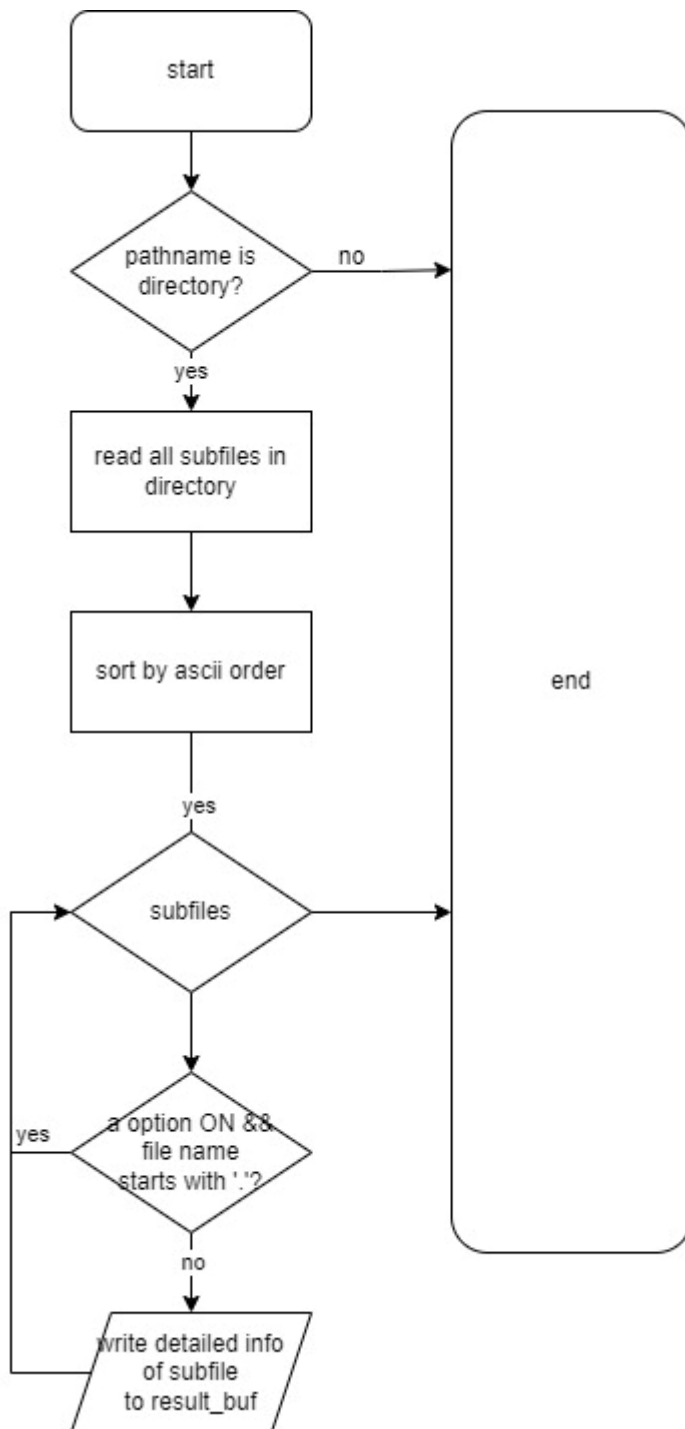 start
pathname is
directory?
no
yes
read all subfiles in
directory
sort by ascii order
end
yes
subfiles
a option ON &&
file name
starts with '.'?
yes
no
write detailed info
of subfile
to result_buf